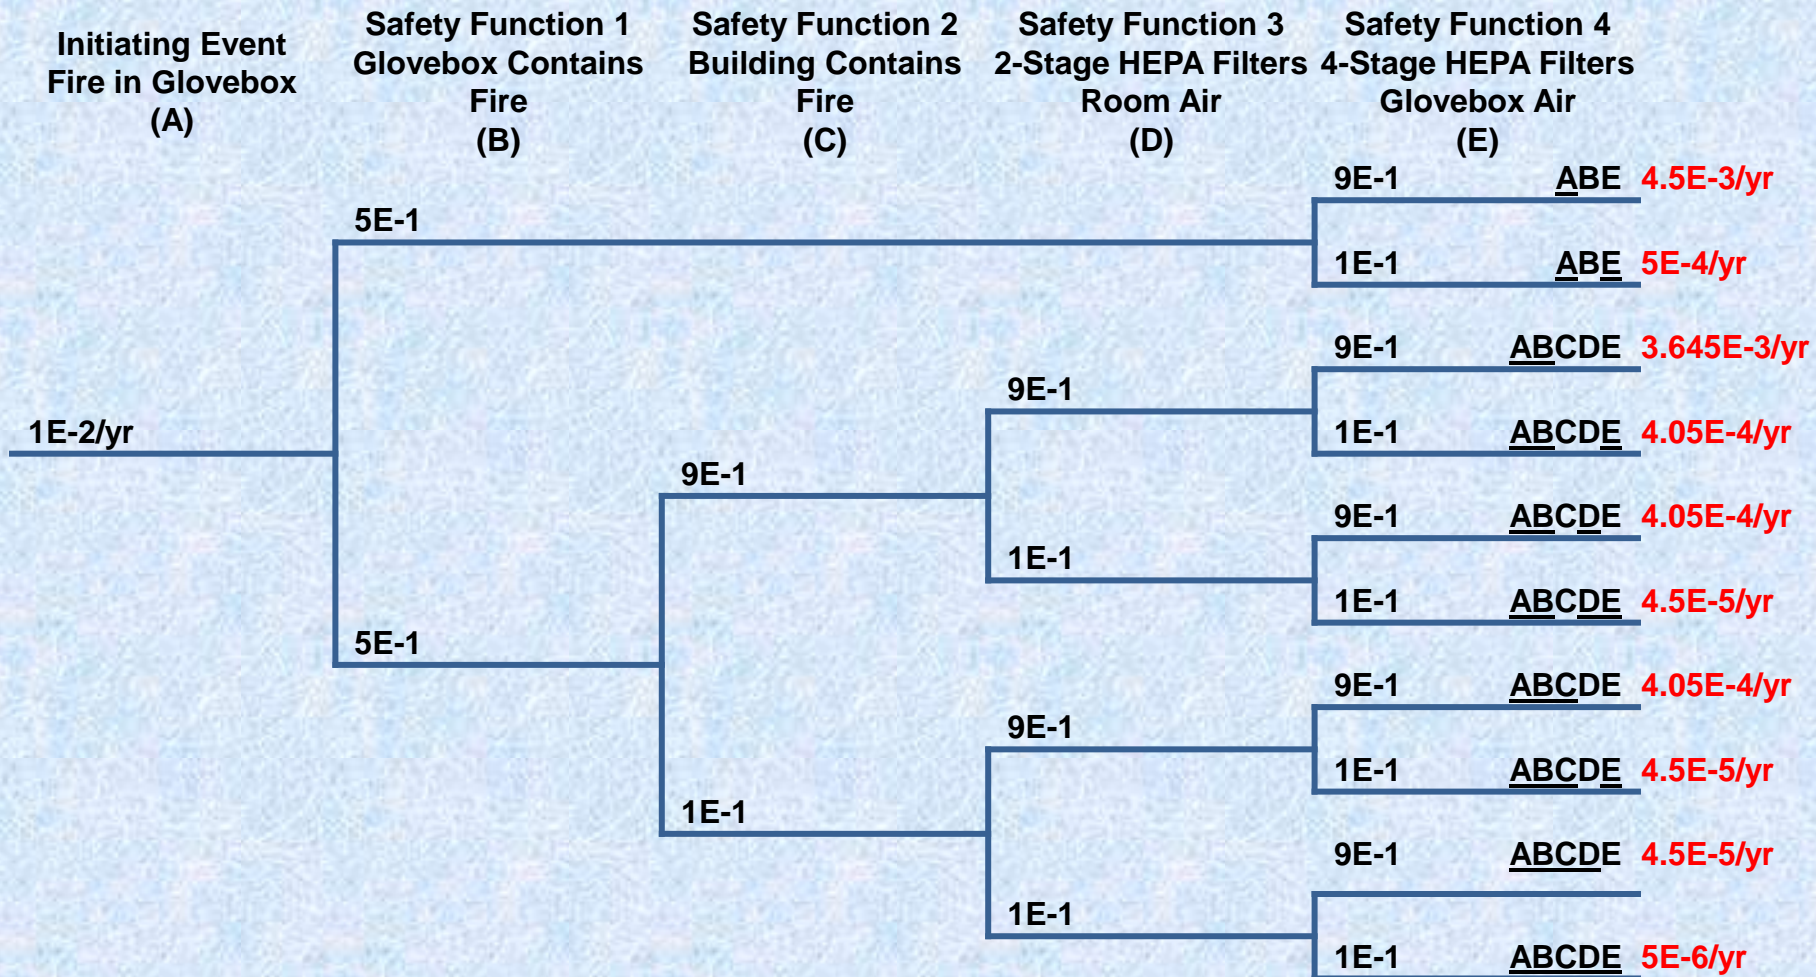 Initiating Event
Fire in Glovebox
(A)
Safety Function 1
Glovebox Contains
Fire
(B)
Safety Function 2
Building Contains
Fire
(C)
Safety Function 3
2-Stage HEPA Filters
Room Air
(D)
Safety Function 4
4-Stage HEPA Filters
Glovebox Air
(E)
9E-1 ABE 4.5E-3/yr
5E-1
1E-1 ABE 5E-4/yr
9E-1 ABCDE 3.645E-3/yr
9E-1
1E-2/yr
1E-1 ABCDE 4.05E-4/yr
9E-1
9E-1 ABCDE 4.05E-4/yr
1E-1
1E-1 ABCDE 4.5E-5/yr
5E-1
9E-1 ABCDE 4.05E-4/yr
9E-1
1E-1 ABCDE 4.5E-5/yr
1E-1
9E-1 ABCDE 4.5E-5/yr
1E-1
1E-1 ABCDE 5E-6/yr